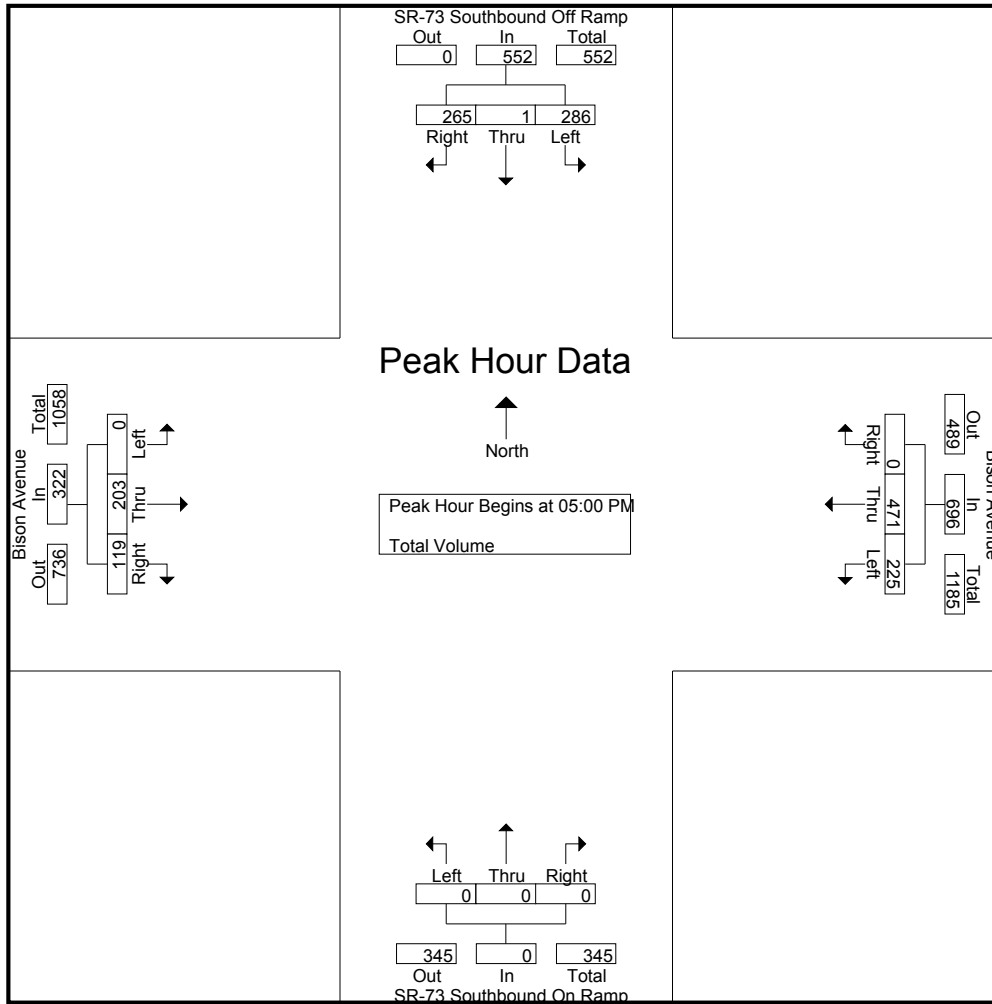 SR-73 Southbound Off Ramp
Out In Total
0 552 552
265 1 286
Right Thru Left
Peak Hour Data
North
Peak Hour Begins at 05:00 PM
Total Volume
Bison Avenue
Total In Out
1058 322 736
0 203 119
Left Thru Right
Right Thru Left
0 471 225
Out In Total
489 696 1185
Bison Avenue
Left Thru Right
0 0 0
345 0 345
Out In Total
SR-73 Southbound On Ramp